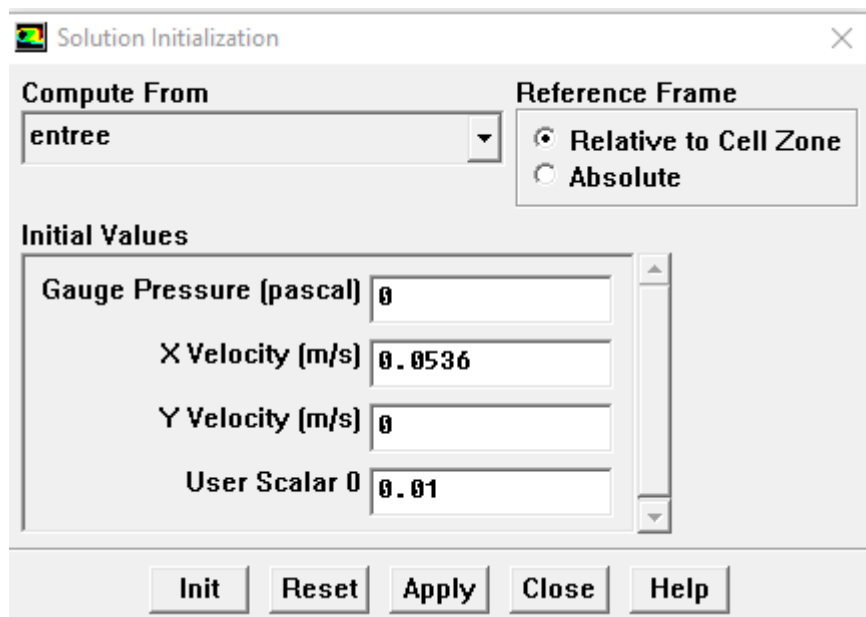 Solution Initialization
Compute From
Reference Frame
entree
Relative to Cell Zone
Absolute
Initial Values
Gauge Pressure (pascal) 0
X Velocity (m/s) 0.0536
Y Velocity (m/s) 0
User Scalar 0 0.01
Init Reset Apply Close Help